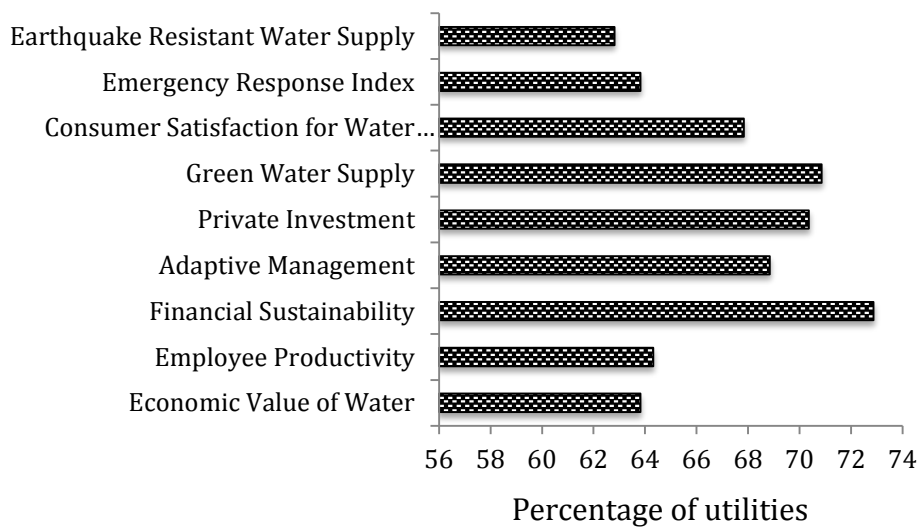 Earthquake Resistant Water Supply
Emergency Response Index
Consumer Satisfaction for Water…
Green Water Supply
Private Investment
Adaptive Management
Financial Sustainability
Employee Productivity
Economic Value of Water
56 58 60 62 64 66 68 70 72 74
Percentage of utilities